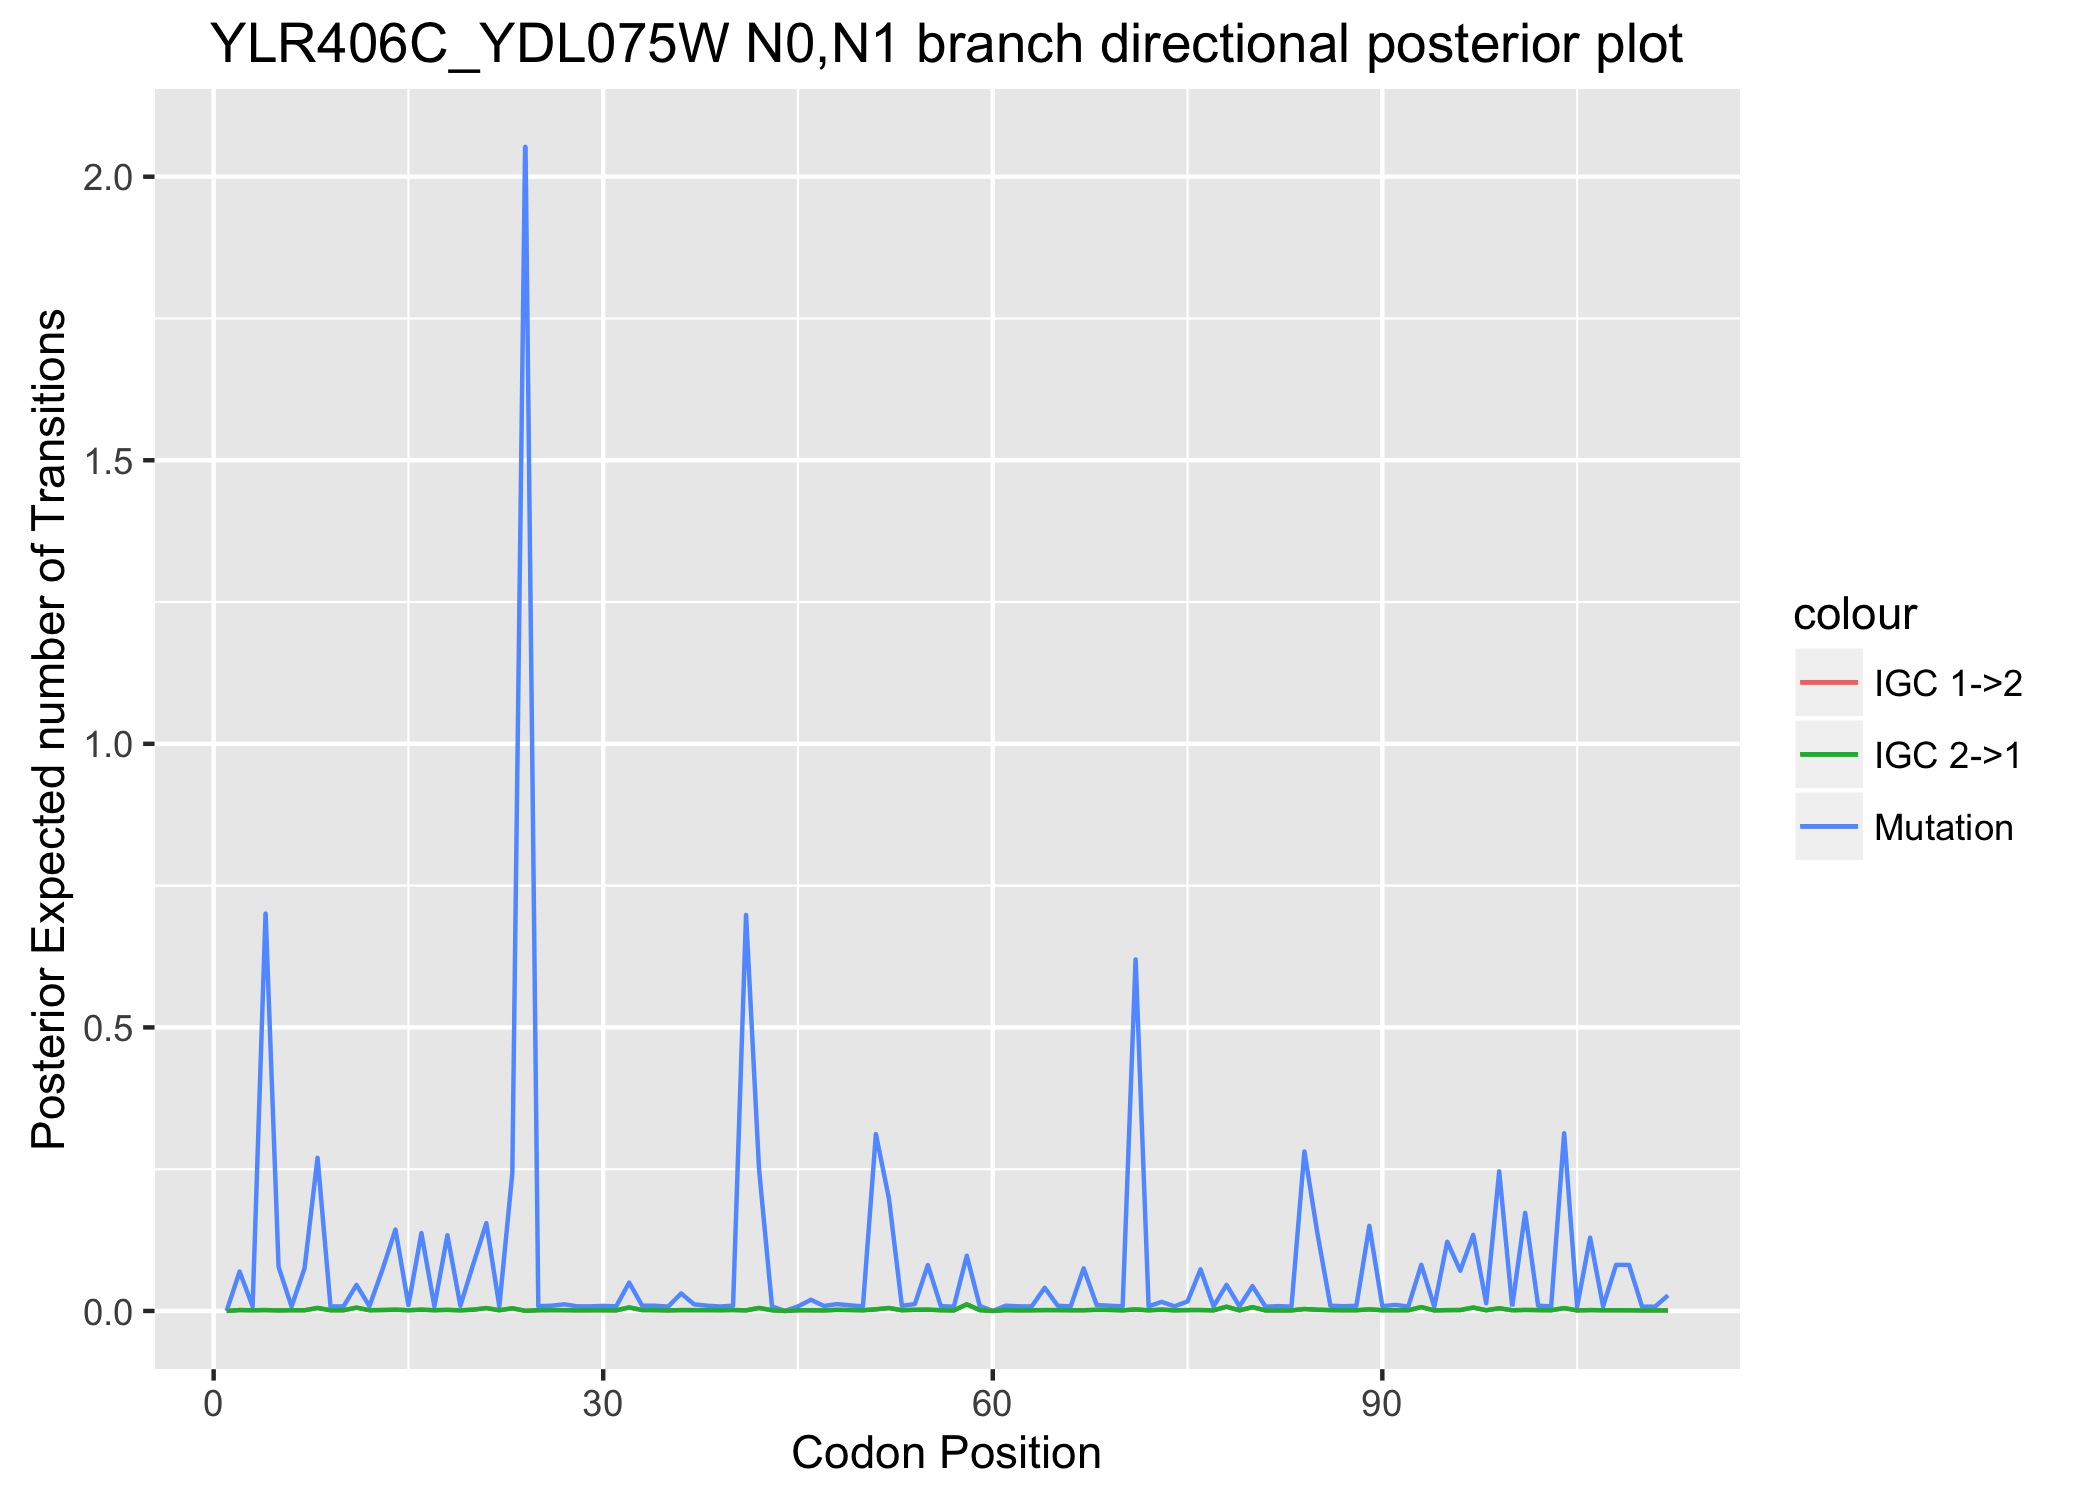 YLR406C_YDL075W N0,N1 branch directional posterior plot
Posterior Expected number of Transitions
2.0
1.5
1.0
0.5
0.0
0
30
60
90
Codon Position
colour
IGC 1->2
IGC 2->1
Mutation